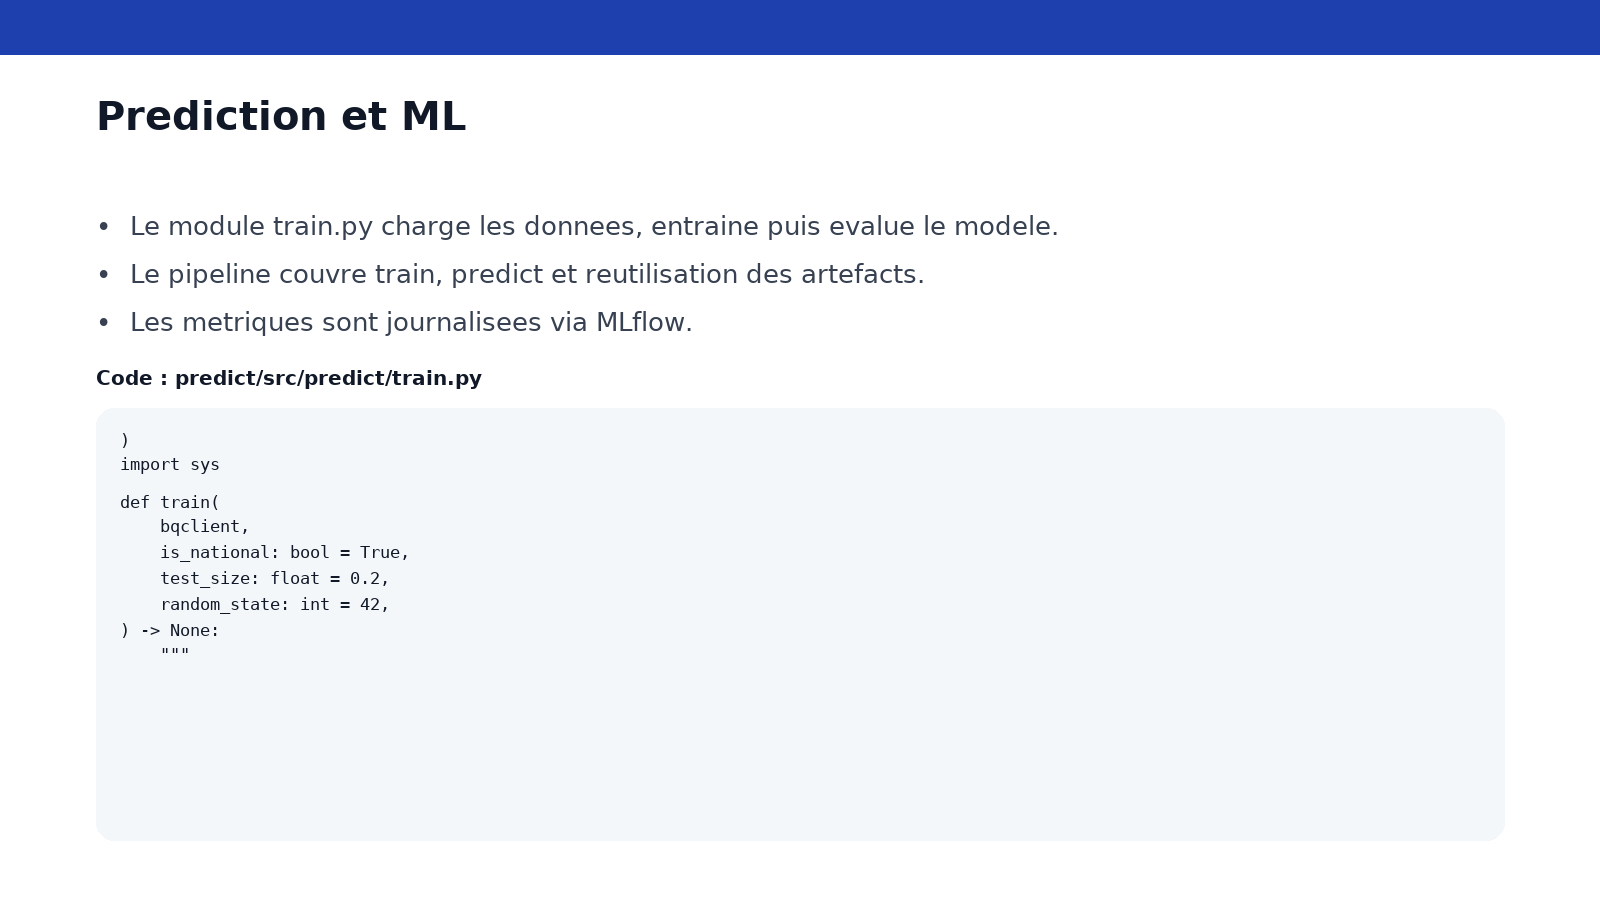 Prediction et ML
• Le module train.py charge les donnees, entraine puis evalue le modele.
• Le pipeline couvre train, predict et reutilisation des artefacts.
• Les metriques sont journalisees via MLflow.
Code : predict/src/predict/train.py
)
import sys
def train(
    bqclient,
    is_national: bool = True,
    test_size: float = 0.2,
    random_state: int = 42,
) -> None:
    """